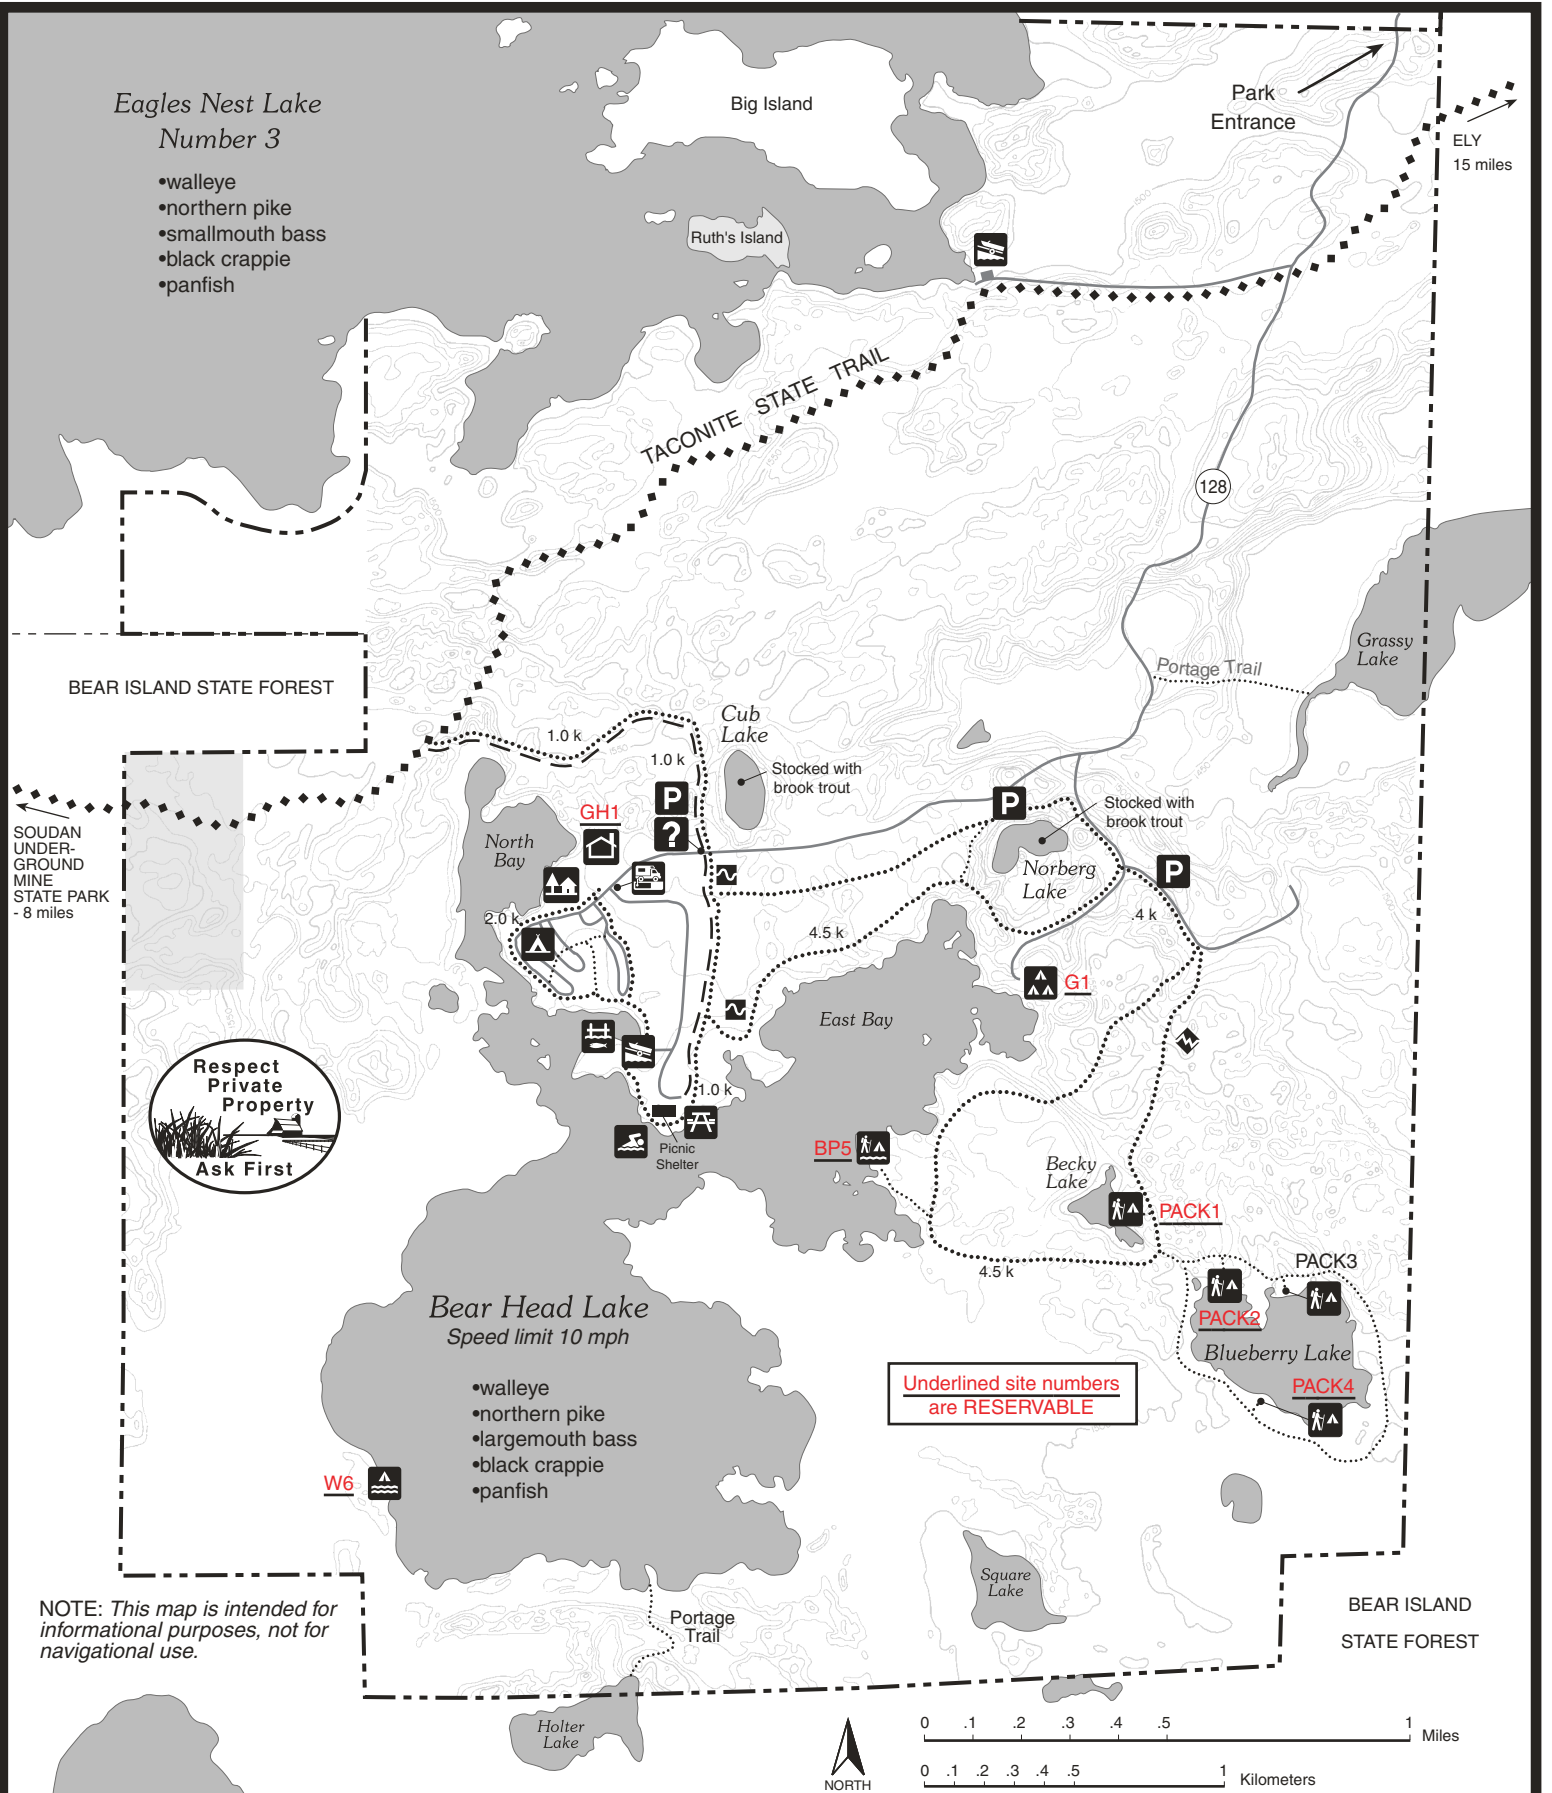 Eagles Nest Lake
Number 3
•walleye
•northern pike
•smallmouth bass
•black crappie
•panfish
Big Island
Ruth's Island
Park
Entrance
ELY
15 miles
TACONITE STATE TRAIL
128
Grassy
Lake
Portage Trail
BEAR ISLAND STATE FOREST
SOUDAN
UNDER-
GROUND
MINE
STATE PARK
- 8 miles
1.0 k
1.0 k
Cub
Lake
Stocked with
brook trout
P
?
GH1
North
Bay
2.0 k
P
Stocked with
brook trout
Norberg
Lake
P
.4 k
4.5 k
G1
East Bay
Respect
Private
Property
Ask First
1.0 k
Picnic
Shelter
BP5
Becky
Lake
PACK1
4.5 k
PACK3
PACK2
Blueberry Lake
PACK4
Bear Head Lake
Speed limit 10 mph
•walleye
•northern pike
•largemouth bass
•black crappie
•panfish
Underlined site numbers
are RESERVABLE
W6
Square
Lake
NOTE: This map is intended for
informational purposes, not for
navigational use.
Portage
Trail
BEAR ISLAND
STATE FOREST
Holter
Lake
NORTH
0 .1 .2 .3 .4 .5 1 Miles
0 .1 .2 .3 .4 .5 1 Kilometers